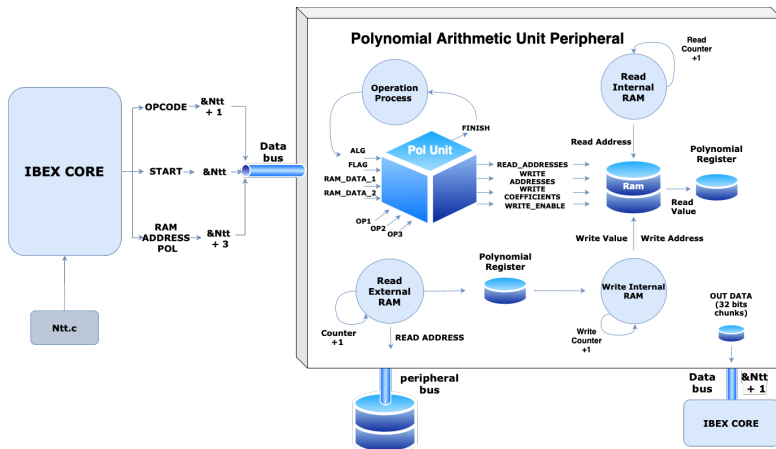 Polynomial Arithmetic Unit Peripheral
IBEX CORE
OPCODE
&Ntt
+ 1
START
&Ntt
RAM
ADDRESS
POL
&Ntt
+ 3
Ntt.c
Data
bus
Operation
Process
FINISH
ALG
FLAG
RAM_DATA_1
RAM_DATA_2
OP1
OP2
OP3
Pol Unit
READ_ADDRESSES
WRITE
ADDRESSES
WRITE
COEFFICIENTS
WRITE_ENABLE
Read
Internal
RAM
Read
Counter
+1
Read Address
Ram
Polynomial
Register
Read
Value
Write Value
Write Address
Read
External
RAM
Counter
+1
READ ADDRESS
Polynomial
Register
Write Internal
RAM
Write
Counter
+1
OUT DATA
(32 bits
chunks)
peripheral
bus
Data
bus
&Ntt
+ 1
IBEX CORE